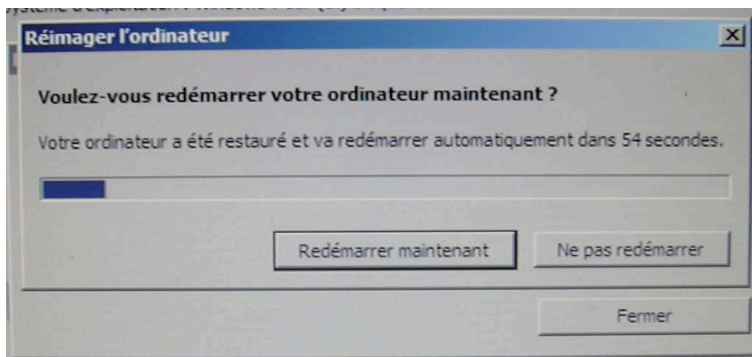 Réimager l'ordinateur
Voulez-vous redémarrer votre ordinateur maintenant ?
Votre ordinateur a été restauré et va redémarrer automatiquement dans 54 secondes.
Redémarrer maintenant
Ne pas redémarrer
Fermer